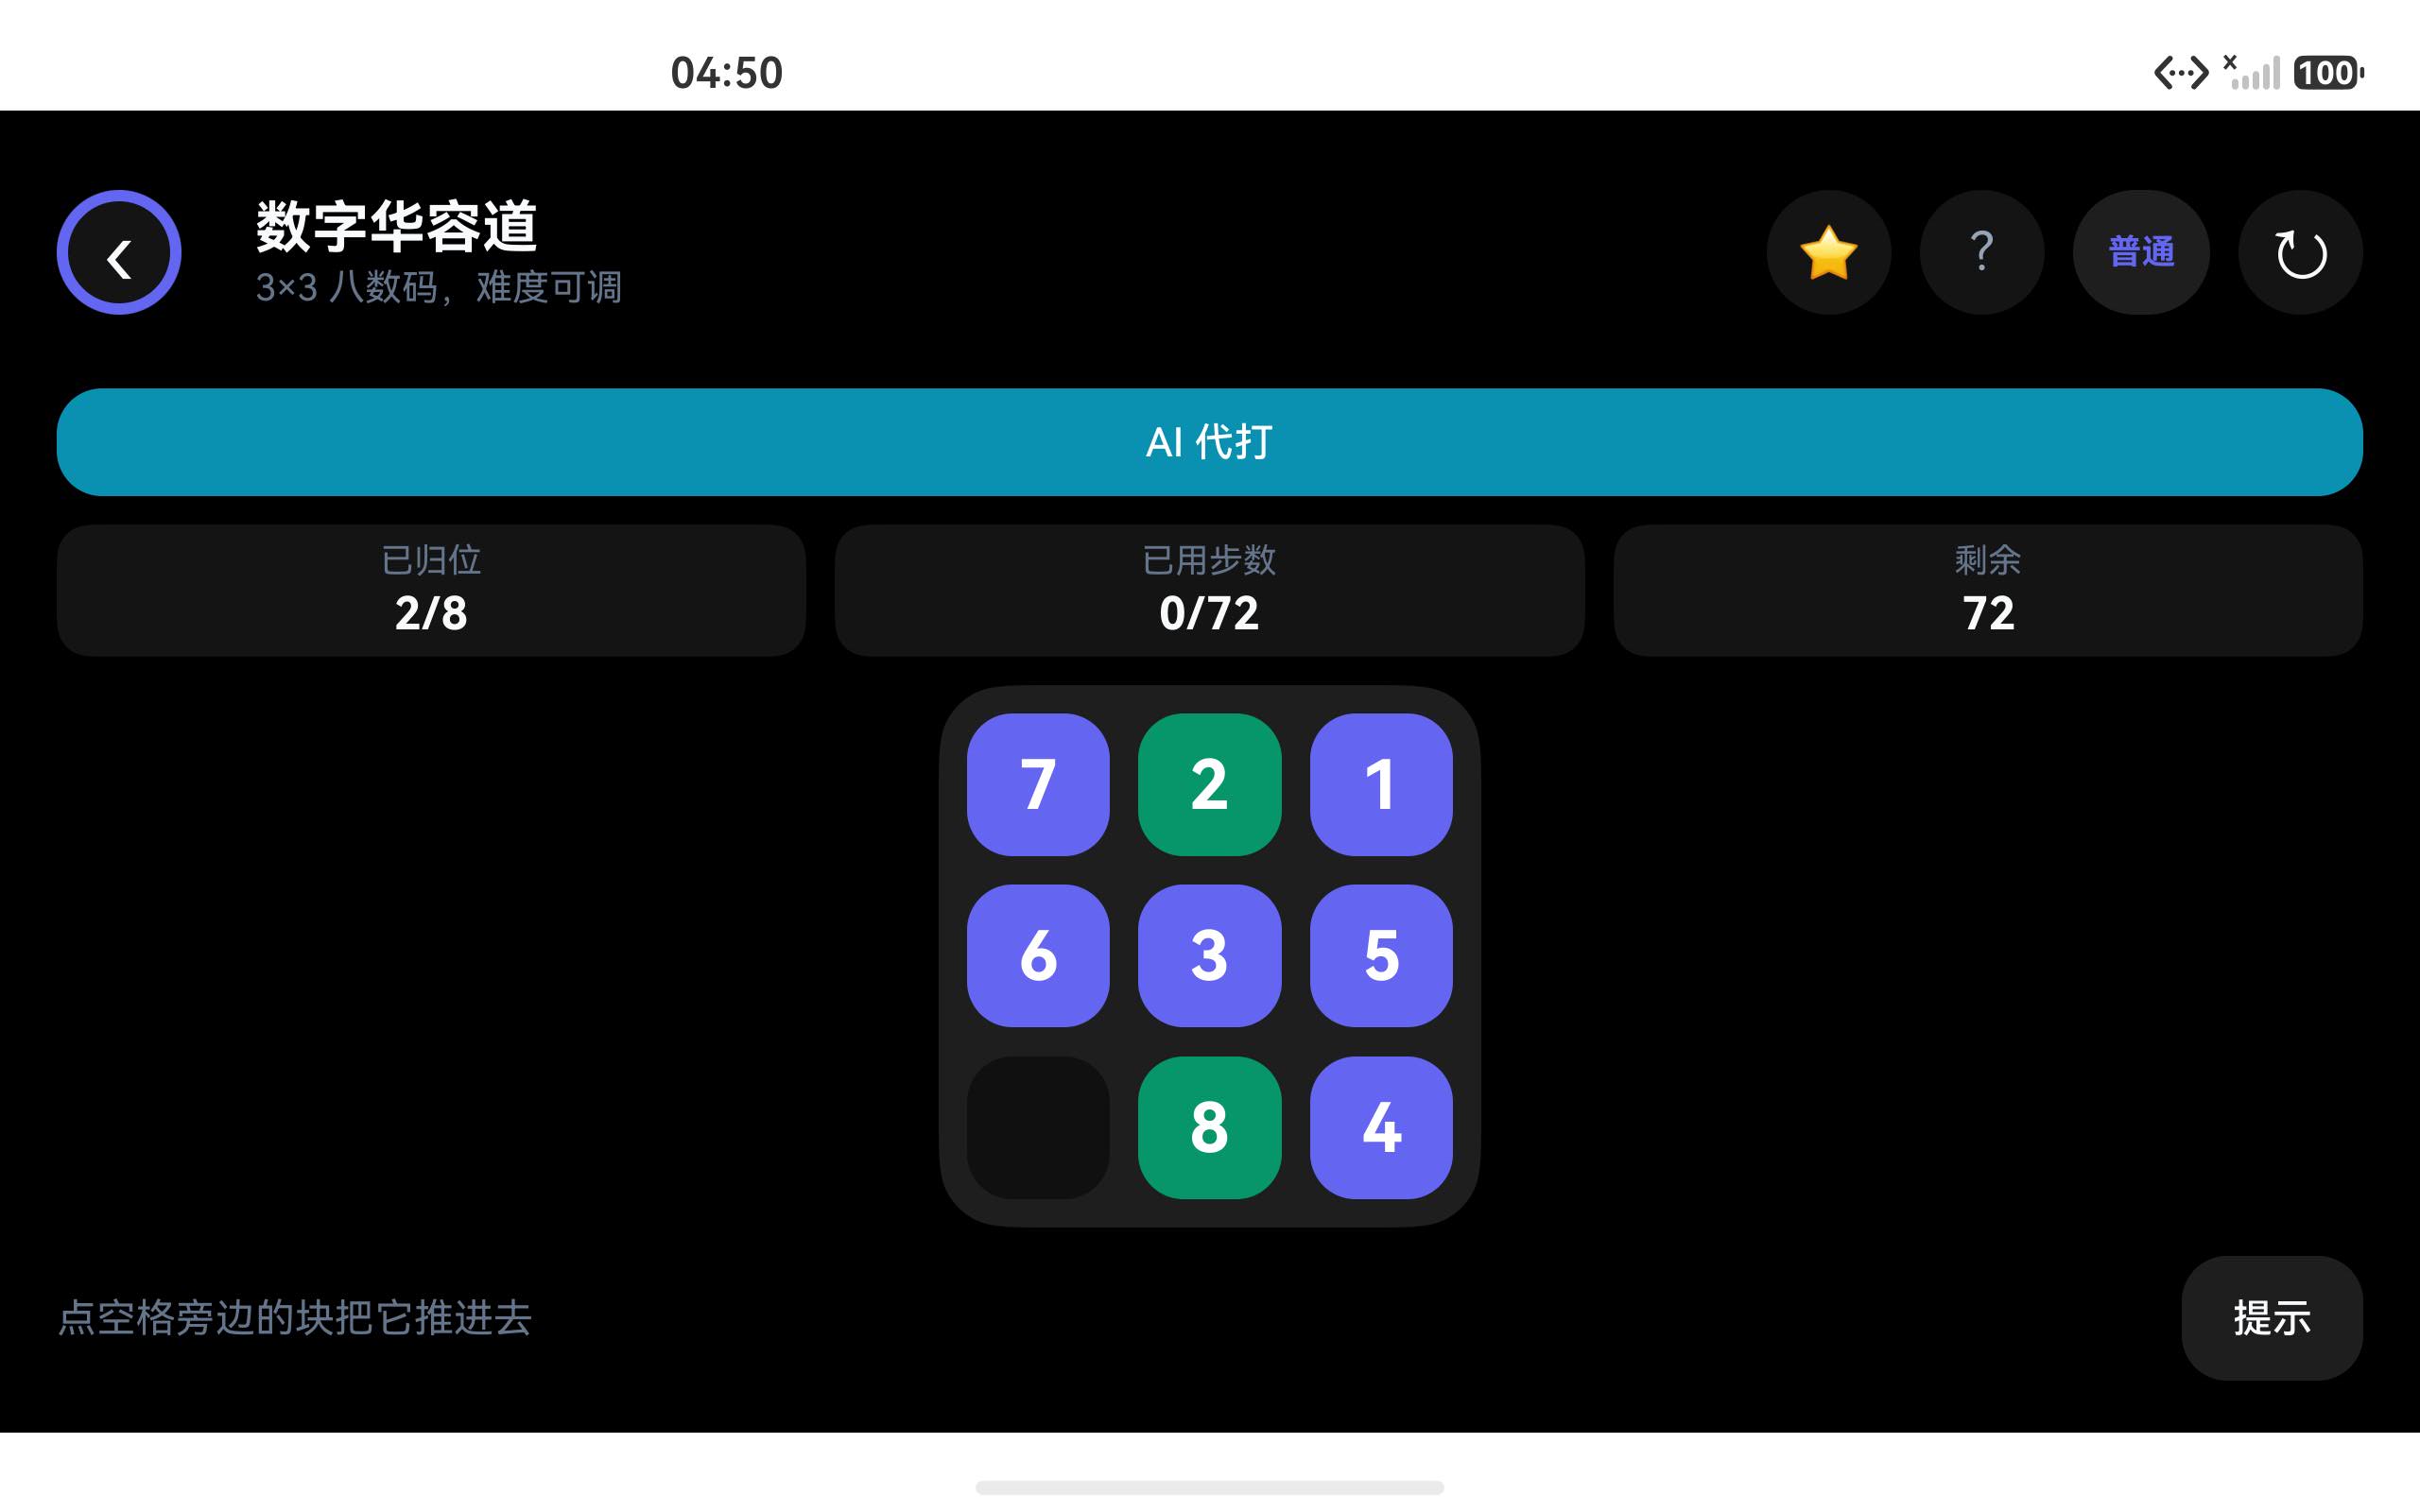 04:50
100
数字华容道
3×3 八数码，难度可调
?
普通
AI 代打
已归位
2/8
已用步数
0/72
剩余
72
7 2 1
6 3 5
8 4
点空格旁边的块把它推进去
提示